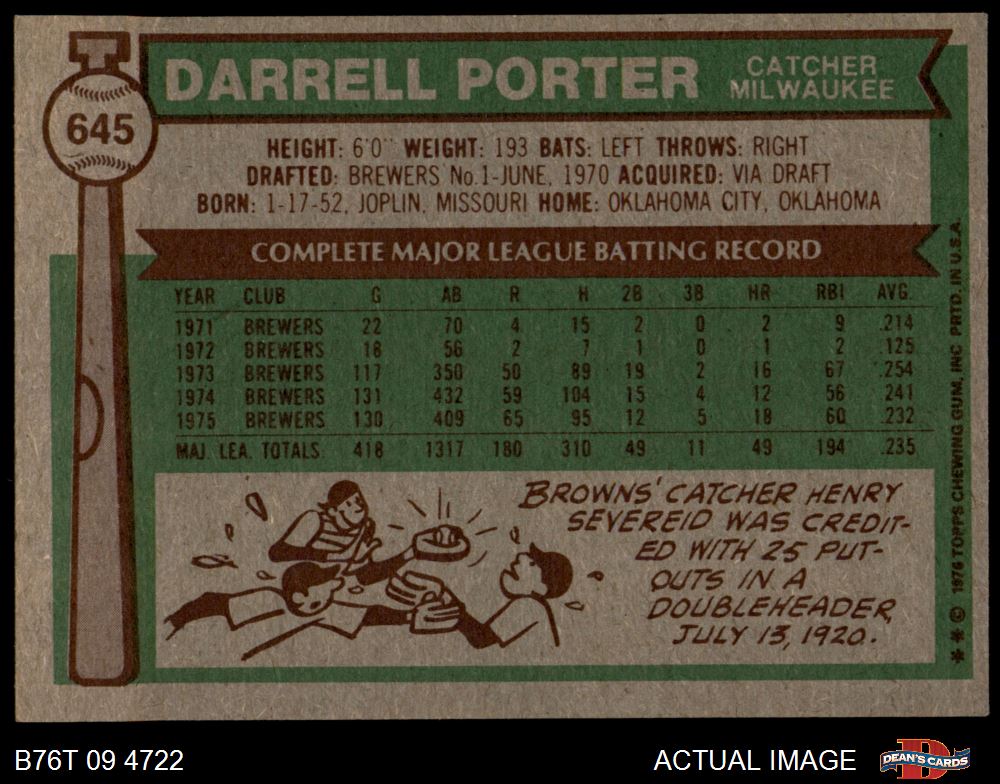 645
DARRELL PORTER
CATCHER
MILWAUKEE
HEIGHT: 6'0" WEIGHT: 193 BATS: LEFT THROWS: RIGHT
DRAFTED: BREWERS No.1-JUNE, 1970 ACQUIRED: VIA DRAFT
BORN: 1-17-52, JOPLIN, MISSOURI HOME: OKLAHOMA CITY, OKLAHOMA
COMPLETE MAJOR LEAGUE BATTING RECORD
YEAR CLUB G AB R H 2B 3B HR RBI AVG.
1971 BREWERS 22 70 4 15 2 0 2 9 .214
1972 BREWERS 18 56 2 7 1 0 1 2 .125
1973 BREWERS 117 350 50 89 19 2 16 67 .254
1974 BREWERS 131 432 59 104 15 4 12 56 .241
1975 BREWERS 130 409 65 95 12 5 18 60 .232
MAJ. LEA. TOTALS 418 1317 180 310 49 11 49 194 .235
BROWNS' CATCHER HENRY
SEVEREID WAS CREDIT-
ED WITH 25 PUT-
OUTS IN A
DOUBLEHEADER,
JULY 13, 1920.
** © 1976 TOPPS CHEWING GUM, INC. PRTD. IN U.S.A.
B76T 09 4722
ACTUAL IMAGE
DEAN'S CARDS